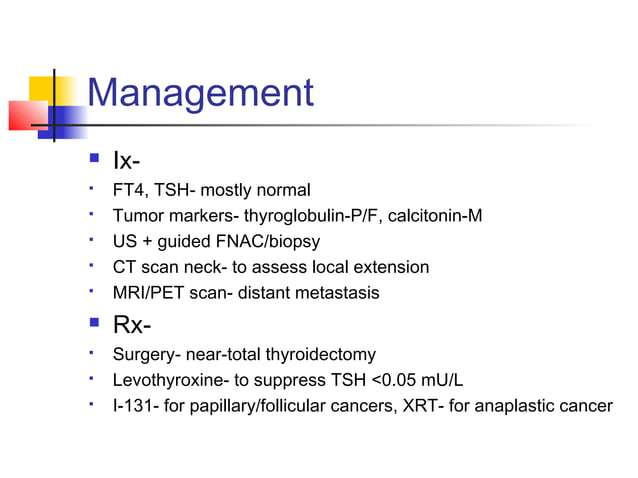 Management
Ix-
FT4, TSH- mostly normal
Tumor markers- thyroglobulin-P/F, calcitonin-M
US + guided FNAC/biopsy
CT scan neck- to assess local extension
MRI/PET scan- distant metastasis
Rx-
Surgery- near-total thyroidectomy
Levothyroxine- to suppress TSH <0.05 mU/L
I-131- for papillary/follicular cancers, XRT- for anaplastic cancer